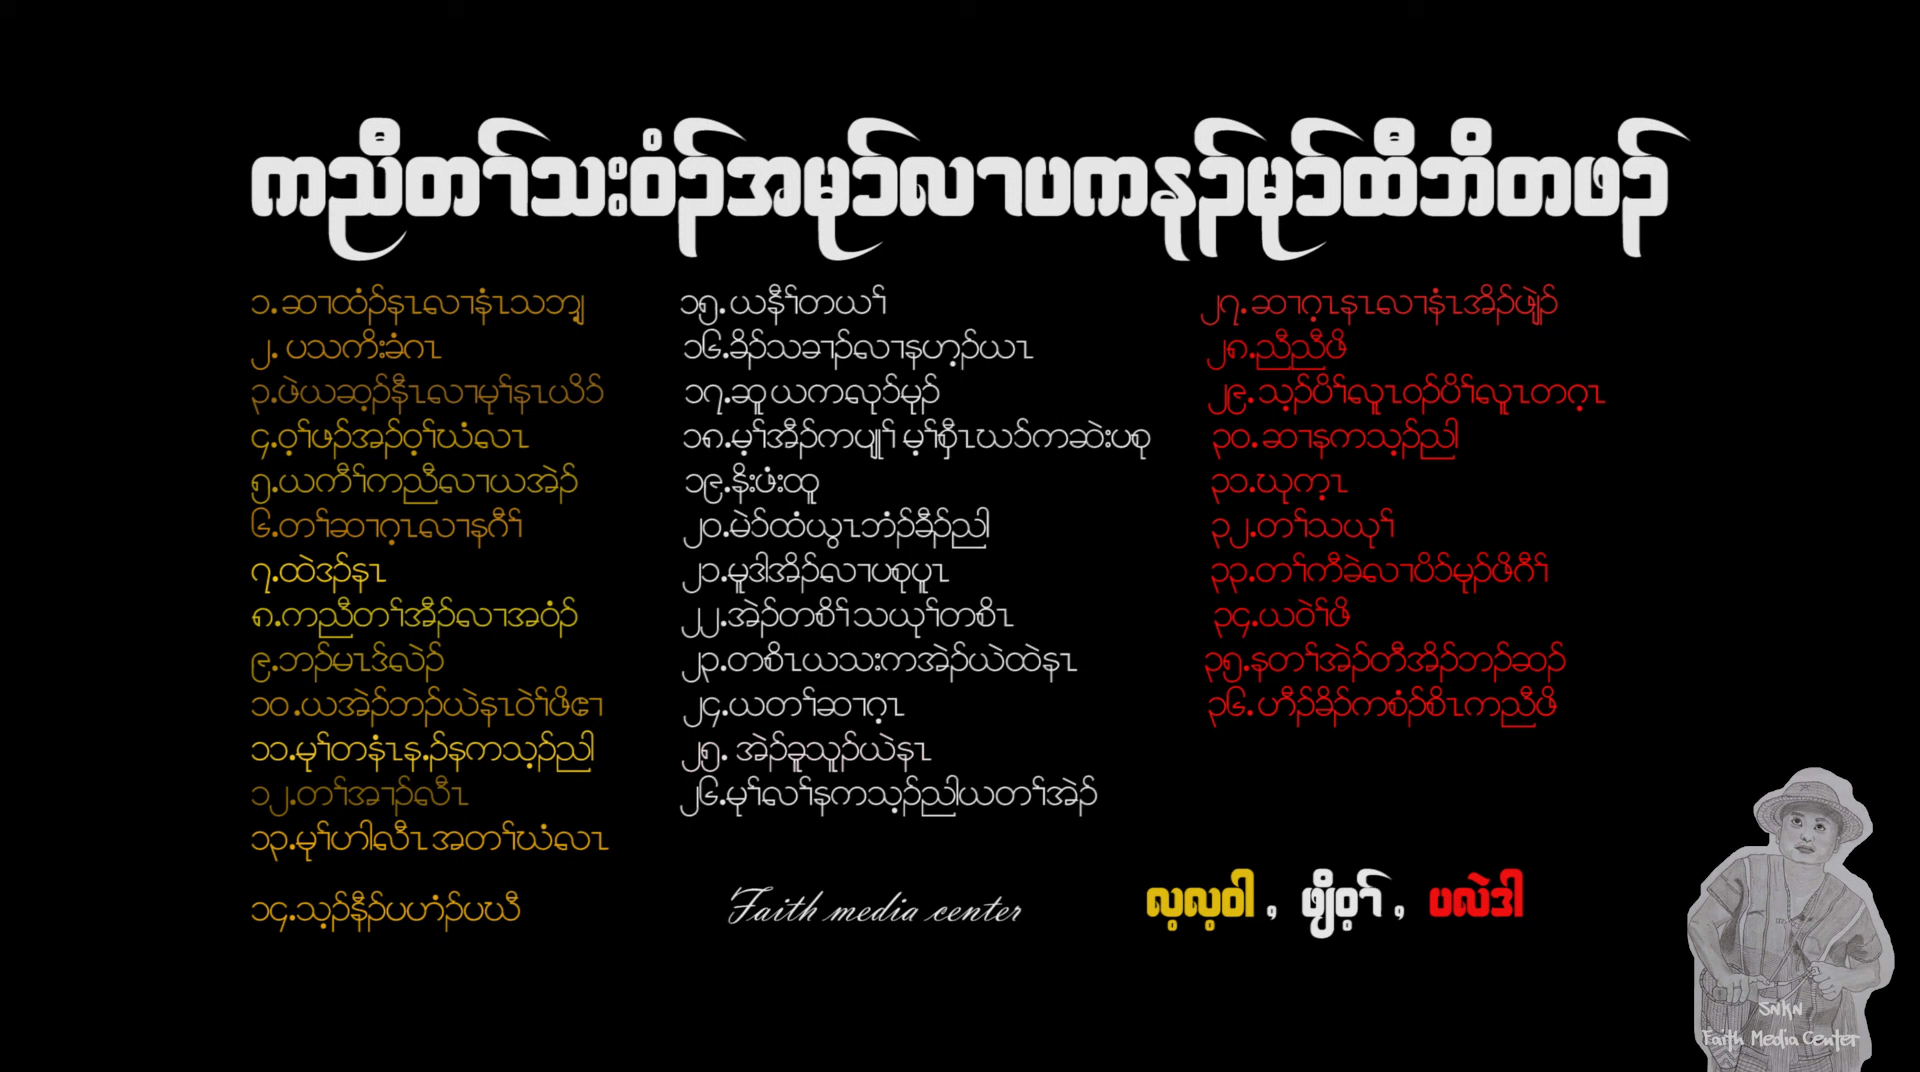 ကညီတၢ်သးဝံၣ်အမုာ်လၢပကနုၣ်မုာ်ထီဘိတဖၣ်
၁. ဆၢထံၣ်နၤလၢနံၤသဘျ့
၂. ပသကိးခံဂၤ
၃.ဖဲယဆ့ၣ်နီၤလၢမုၢ်နၤယိာ်
၄.ဝ့ၢ်ဖၣ်အၣ်ဝ့ၢ်ဃံလၤ
၅.ယကီၢ်ကညီလၢယအဲၣ်
၆.တၢ်ဆၢဂ့ၤလၢနဂီၢ်
၇.ထဲဒၣ်နၤ
၈.ကညီတၢ်အီၣ်လၢအဝံၣ်
၉.ဘၣ်မၤဒ်လဲၣ်
၁၀.ယအဲၣ်ဘၣ်ယဲနၤဝဲၢ်ဖိဧၢ
၁၁.မုၢ်တနံၤန.ၣ်နကသ့ၣ်ညါ
၁၂.တၢ်အၢၣ်လီၤ
၁၃.မုၢ်ဟါလီၤအတၢ်ဃံလၤ
၁၄.သ့ၣ်နီၣ်ပဟံၣ်ပဃီ
၁၅.ယနီၢ်တယၢ်
၁၆.ခိၣ်သခၢၣ်လၢနဟ့ၣ်ယၤ
၁၇.ဆူယကလုာ်မုၣ်
၁၈.မ့ၢ်အီၣ်ကပျုၢ် မ့ၢ်စှီၤဃာ်ကဆဲးပစု
၁၉.နိးဖံးထူ
၂၀.မဲာ်ထံယွၤဘံၣ်ခီၣ်ညါ
၂၁.မူဒါအိၣ်လၢပစုပူၤ
၂၂.အဲၣ်တစိၢ်သယုၢ်တစိၤ
၂၃.တစိၤယသးကအဲၣ်ယဲထဲနၤ
၂၄.ယတၢ်ဆၢဂ့ၤ
၂၅. အဲၣ်ခူသူၣ်ယဲနၤ
၂၆.မုၢ်လၢ်နကသ့ၣ်ညါယတၢ်အဲၣ်
၂၇. ဆၢဂ့ၤနၤလၢနံၤအိၣ်ဖျဲၣ်
၂၈.ညီညီဖိ
၂၉. သ့ၣ်ပိၢ်လူၤဝၣ်ပိၢ်လူၤတဂ့ၤ
၃၀. ဆၢနကသ့ၣ်ညါ
၃၁.ဃုက့ၤ
၃၂.တၢ်သယုၢ်
၃၃.တၢ်ကီခဲလၢပိာ်မုၣ်ဖိဂီၢ်
၃၄.ယဝဲၢ်ဖိ
၃၅.နတၢ်အဲၣ်တီအိၣ်ဘၣ်ဆၣ်
၃၆. ဟီၣ်ခိၣ်ကစံၣ်စိၤကညီဖိ
Faith media center
လ့လ့ဝါ , ဖျိဝ့ၢ် , ပလဲဒါ
SNKN
Faith Media Center